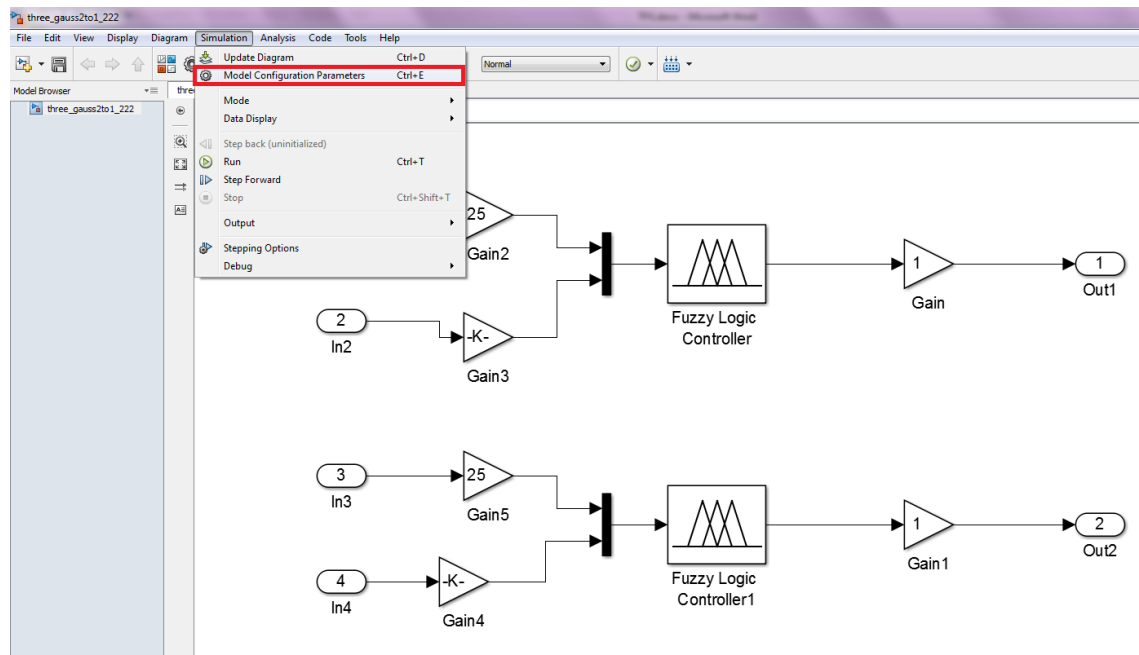 three_gauss2to1_222
File Edit View Display Diagram Simulation Analysis Code Tools Help
Update Diagram Ctrl+D
Model Configuration Parameters Ctrl+E
Mode
Data Display
Step back (uninitialized)
Run Ctrl+T
Step Forward
Stop Ctrl+Shift+T
Output
Stepping Options
Debug
Normal
Model Browser
three_gauss2to1_222
thre
25
Gain2
2
In2
-K-
Gain3
Fuzzy Logic
Controller
1
Gain
1
Out1
3
In3
25
Gain5
4
In4
-K-
Gain4
Fuzzy Logic
Controller1
1
Gain1
2
Out2